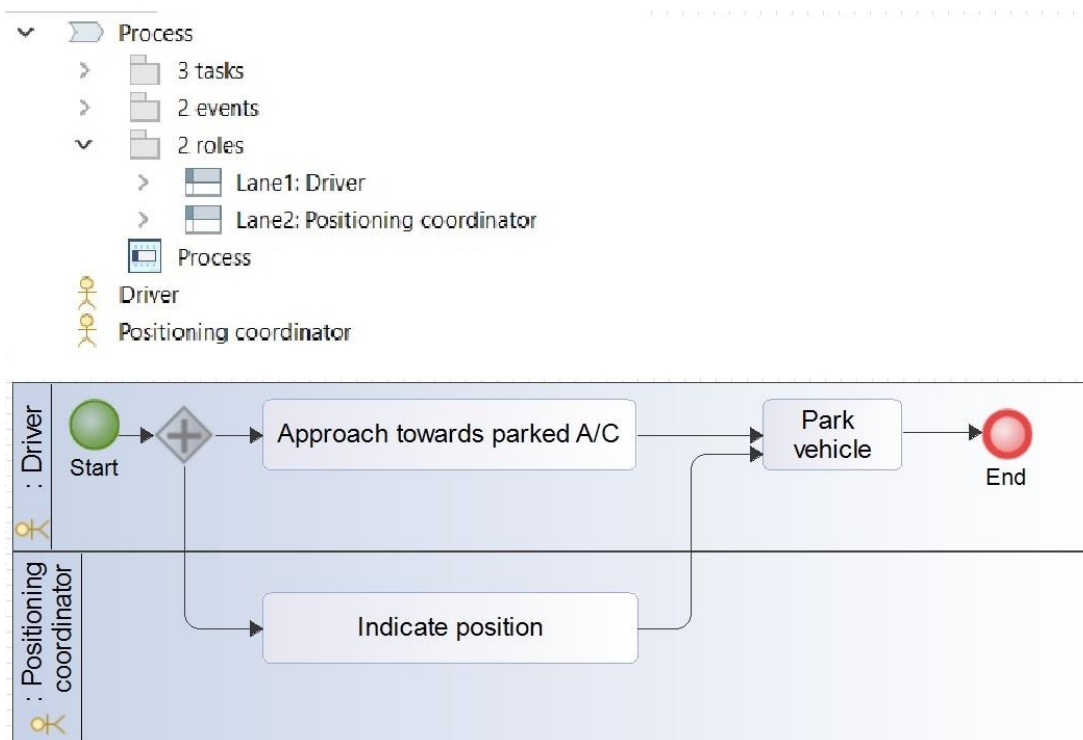 Process
3 tasks
2 events
2 roles
Lane1: Driver
Lane2: Positioning coordinator
Process
Driver
Positioning coordinator
: Driver
Start
Approach towards parked A/C
Park
vehicle
End
: Positioning
coordinator
Indicate position